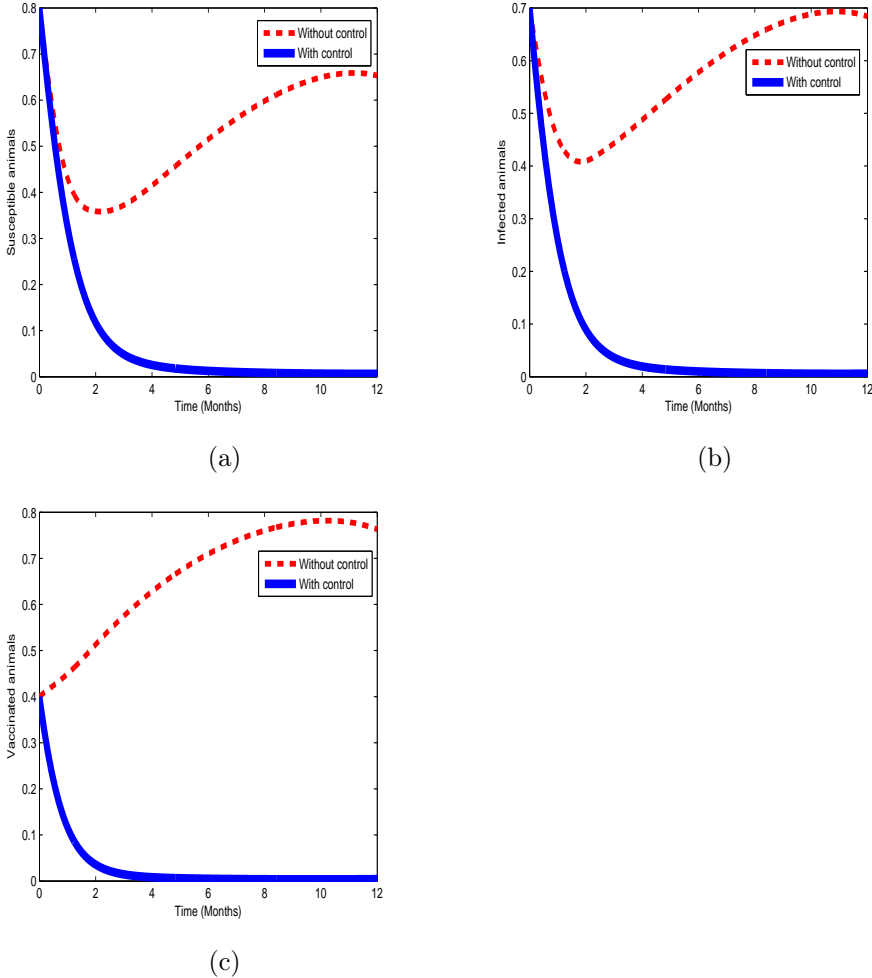 0.8
0.7
0.6
0.5
0.4
0.3
0.2
0.1
0
Susceptible animals
Without control
With control
0 2 4 6 8 10 12
Time (Months)
(a)
0.7
0.6
0.5
0.4
0.3
0.2
0.1
0
Infected animals
Without control
With control
0 2 4 6 8 10 12
Time (Months)
(b)
0.8
0.7
0.6
0.5
0.4
0.3
0.2
0.1
0
Vaccinated animals
Without control
With control
0 2 4 6 8 10 12
Time (Months)
(c)